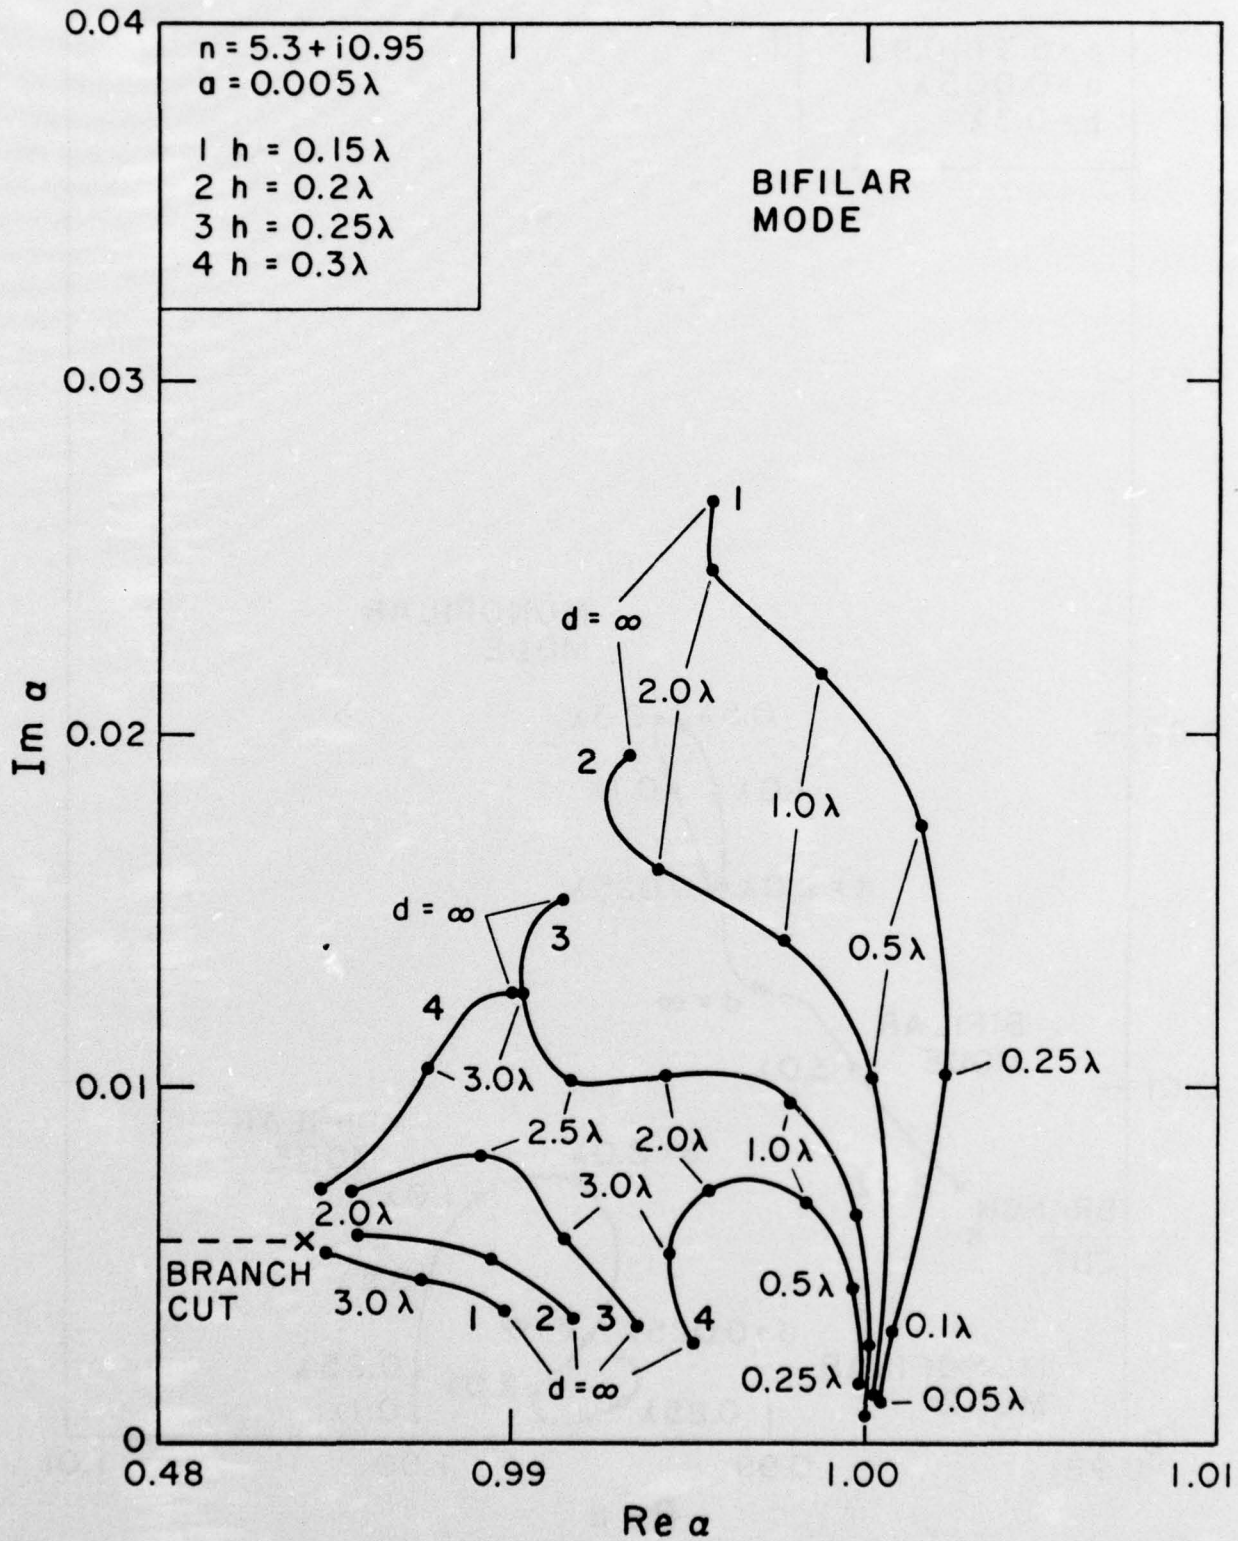 0.04
n = 5.3 + i0.95
a = 0.005λ
1 h = 0.15λ
2 h = 0.2λ
3 h = 0.25λ
4 h = 0.3λ
BIFILAR
MODE
0.03
1
d = ∞
2.0λ
Im α
0.02
2
1.0λ
d = ∞
3
0.5λ
4
0.01
3.0λ
0.25λ
2.5λ
2.0λ
1.0λ
3.0λ
2.0λ
BRANCH
CUT
3.0λ
0.5λ
1
2
3
4
0.1λ
d = ∞
0.25λ
0.05λ
0
0.48
0.99
1.00
1.01
Re α